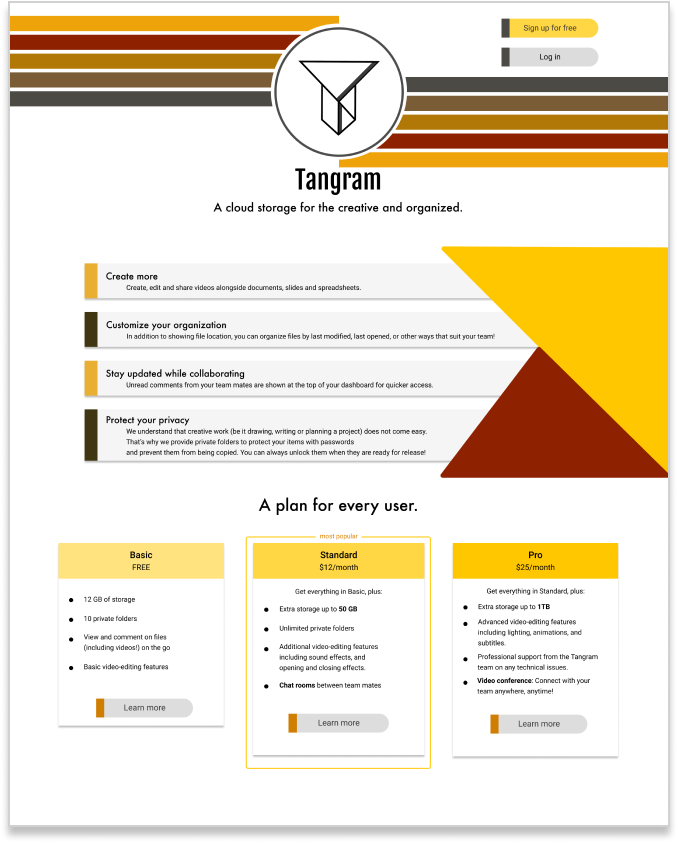 Sign up for free
Log in
Tangram
A cloud storage for the creative and organized.
Create more
Create, edit and share videos alongside documents, slides and spreadsheets.
Customize your organization
In addition to showing file location, you can organize files by last modified, last opened, or other ways that suit your team!
Stay updated while collaborating
Unread comments from your team mates are shown at the top of your dashboard for quicker access.
Protect your privacy
We understand that creative work (be it drawing, writing or planning a project) does not come easy.
That's why we provide private folders to protect your items with passwords
and prevent them from being copied. You can always unlock them when they are ready for release!
A plan for every user.
Basic
FREE
12 GB of storage
10 private folders
View and comment on files
(including videos!) on the go
Basic video-editing features
Learn more
most popular
Standard
$12/month
Get everything in Basic, plus:
Extra storage up to 50 GB
Unlimited private folders
Additional video-editing features
including sound effects, and
opening and closing effects.
Chat rooms between team mates
Learn more
Pro
$25/month
Get everything in Standard, plus:
Extra storage up to 1TB
Advanced video-editing features
including lighting, animations, and
subtitles.
Professional support from the Tangram
team on any technical issues.
Video conference: Connect with your
team anywhere, anytime!
Learn more